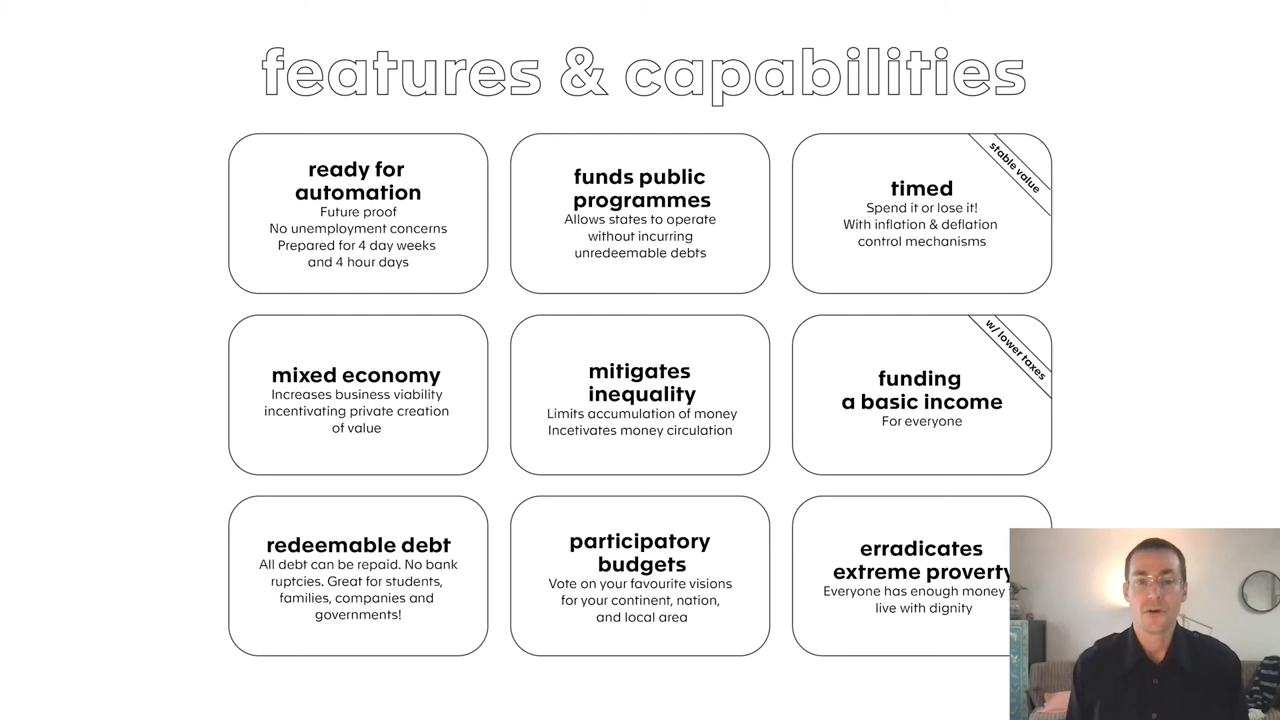 features & capabilities
ready for
automation
Future proof
No unemployment concerns
Prepared for 4 day weeks
and 4 hour days
funds public
programmes
Allows states to operate
without incurring
unredeemable debts
stable value
timed
Spend it or lose it!
With inflation & deflation
control mechanisms
mixed economy
Increases business viability
incentivating private creation
of value
mitigates
inequality
Limits accumulation of money
Incetivates money circulation
w/ lower taxes
funding
a basic income
For everyone
redeemable debt
All debt can be repaid. No bank
ruptcies. Great for students,
families, companies and
governments!
participatory
budgets
Vote on your favourite visions
for your continent, nation,
and local area
erradicates
extreme proverty
Everyone has enough money
live with dignity